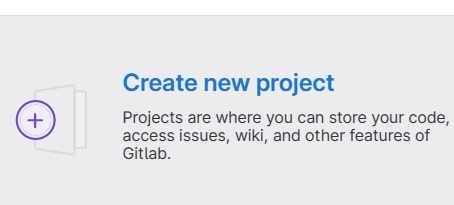 Create new project
Projects are where you can store your code,
access issues, wiki, and other features of
Gitlab.